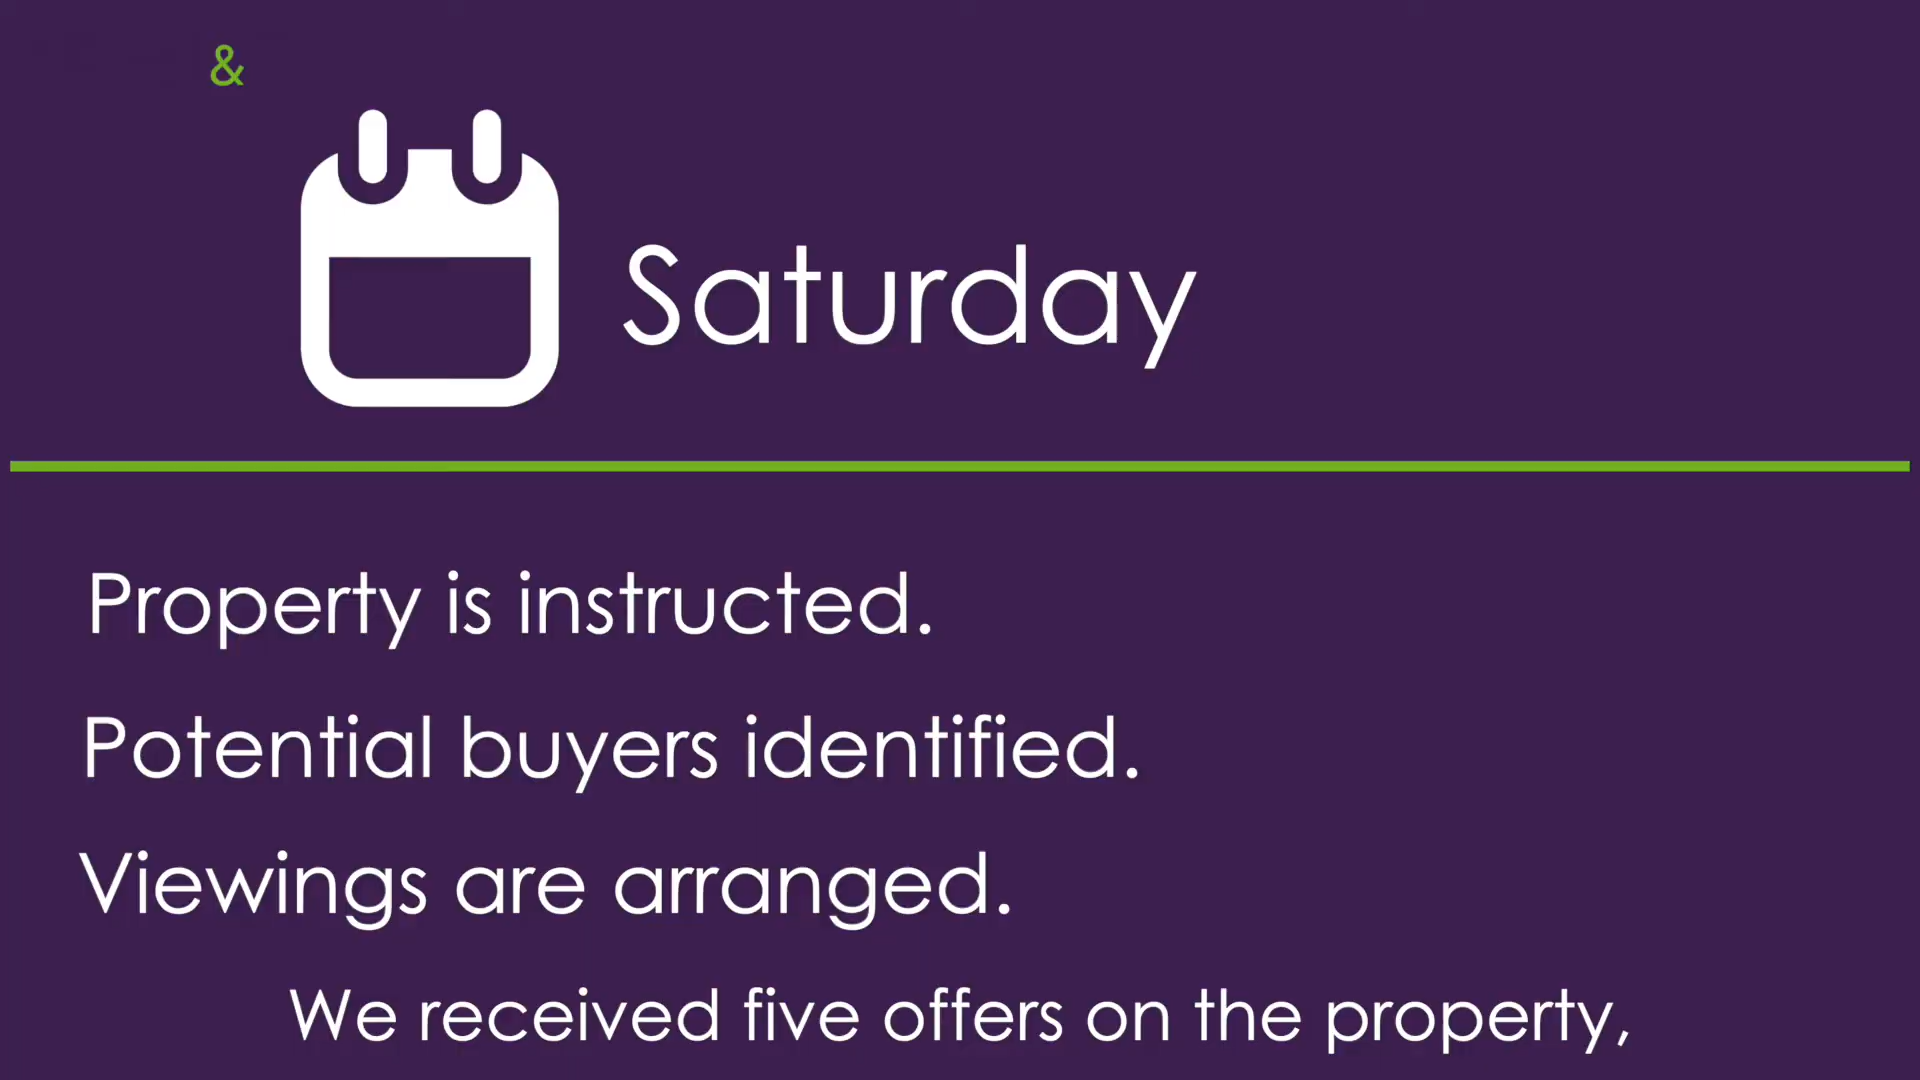 &
Saturday
Property is instructed.
Potential buyers identified.
Viewings are arranged.
We received five offers on the property,